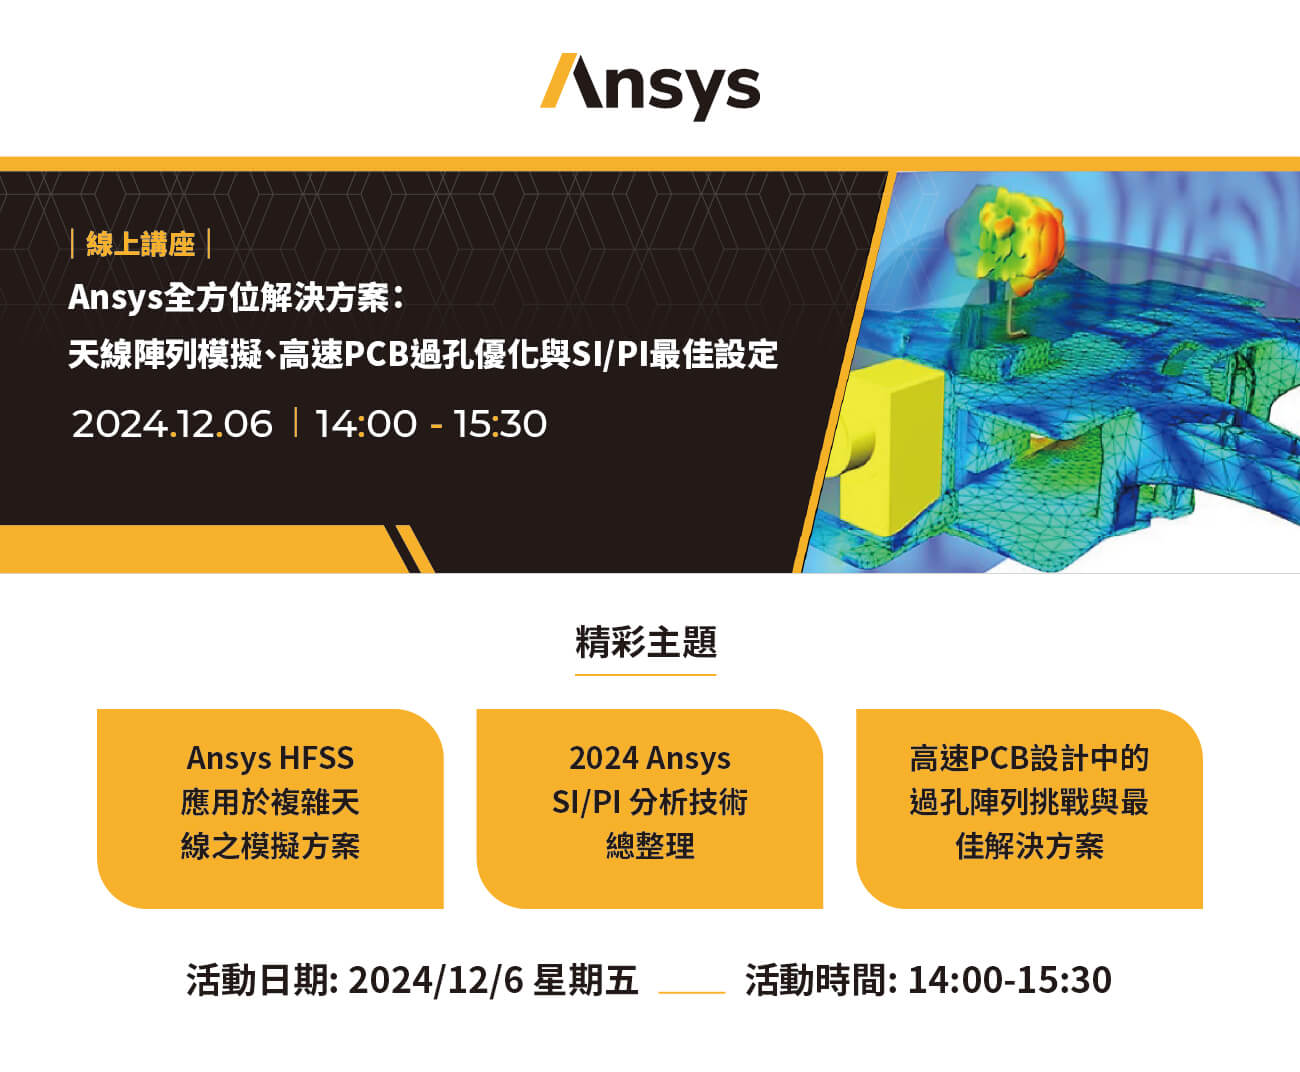 Ansys
|線上講座|
Ansys全方位解決方案：
天線陣列模擬、高速PCB過孔優化與SI/PI最佳設定
2024.12.06 | 14:00 - 15:30
精彩主題
Ansys HFSS
應用於複雜天
線之模擬方案
2024 Ansys
SI/PI 分析技術
總整理
高速PCB設計中的
過孔陣列挑戰與最
佳解決方案
活動日期: 2024/12/6 星期五
活動時間: 14:00-15:30